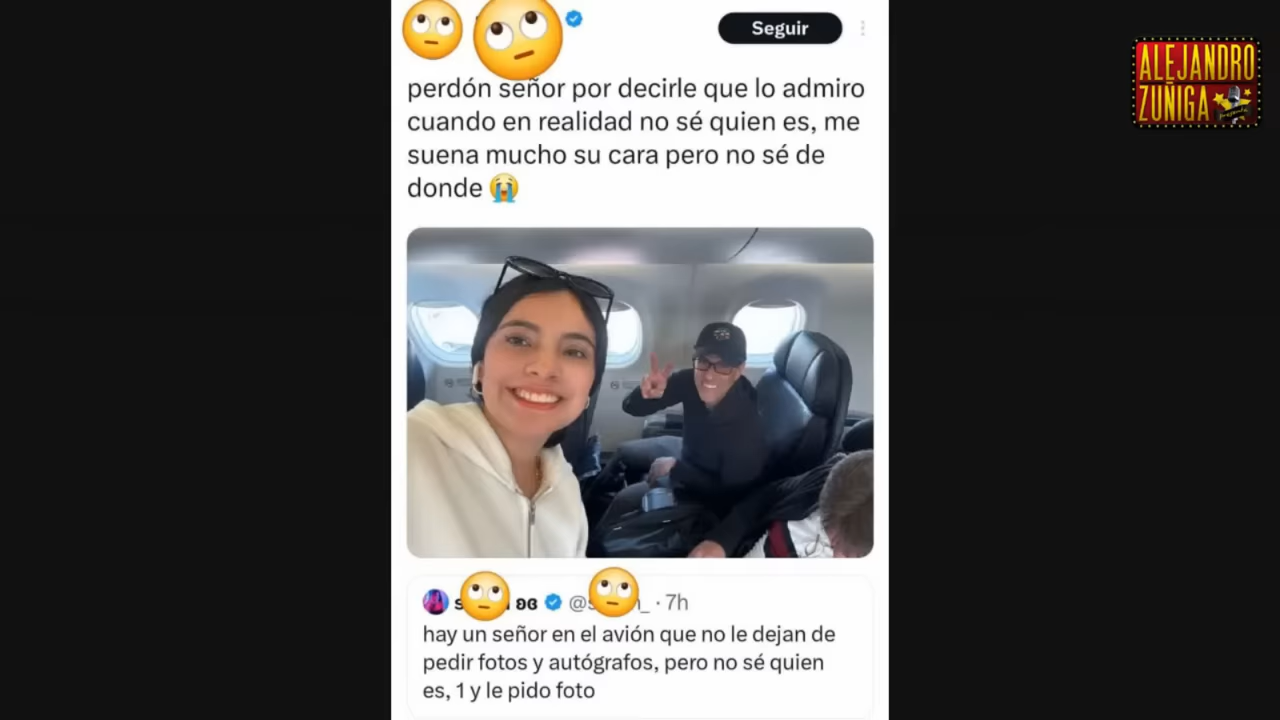 Seguir
perdón señor por decirle que lo admiro
cuando en realidad no sé quien es, me
suena mucho su cara pero no sé de
donde
· 7h
hay un señor en el avión que no le dejan de
pedir fotos y autógrafos, pero no sé quien
es, 1 y le pido foto
ALEJANDRO
ZUÑIGA